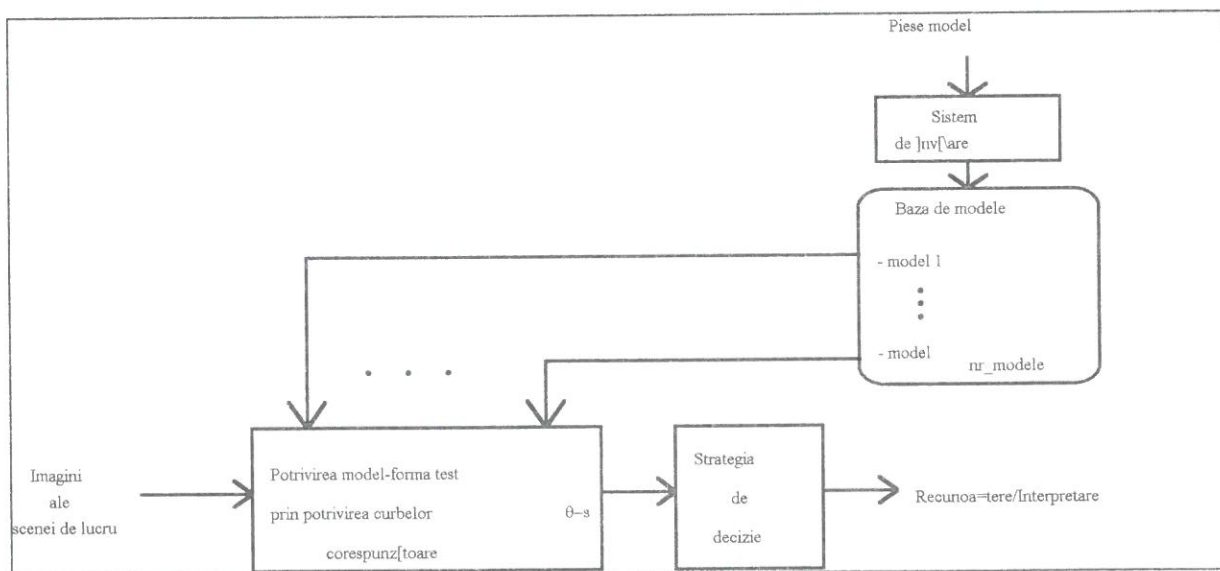 Piese model
Sistem
de ]nv[\are
Baza de modele
- model 1
- model
nr_modele
Imagini
ale
scenei de lucru
Potrivirea model-forma test
prin potrivirea curbelor θ–s
corespunz[toare
Strategia
de
decizie
Recunoa=tere/Interpretare